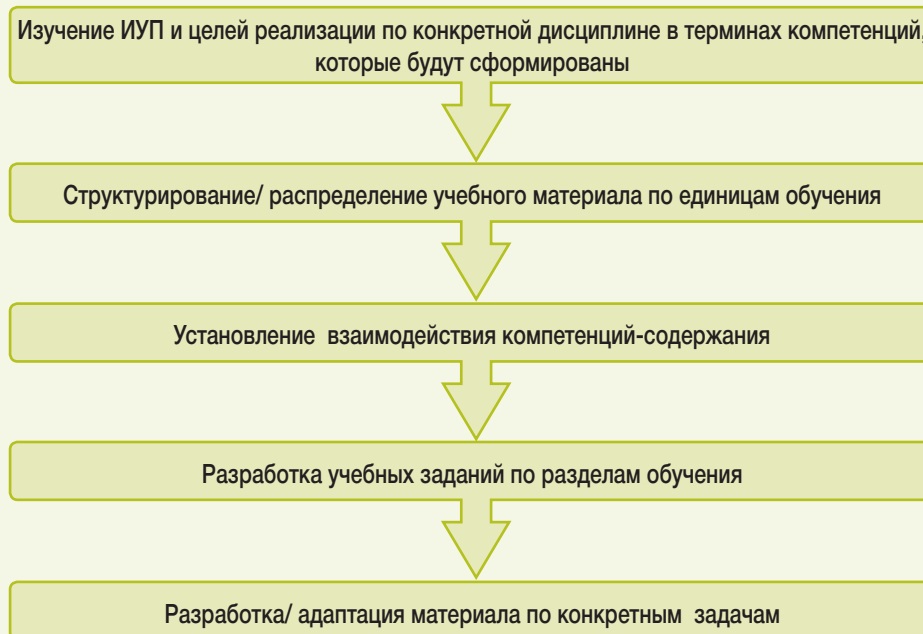 Изучение ИУП и целей реализации по конкретной дисциплине в терминах компетенций,
которые будут сформированы
Структурирование/ распределение учебного материала по единицам обучения
Установление взаимодействия компетенций-содержания
Разработка учебных заданий по разделам обучения
Разработка/ адаптация материала по конкретным задачам